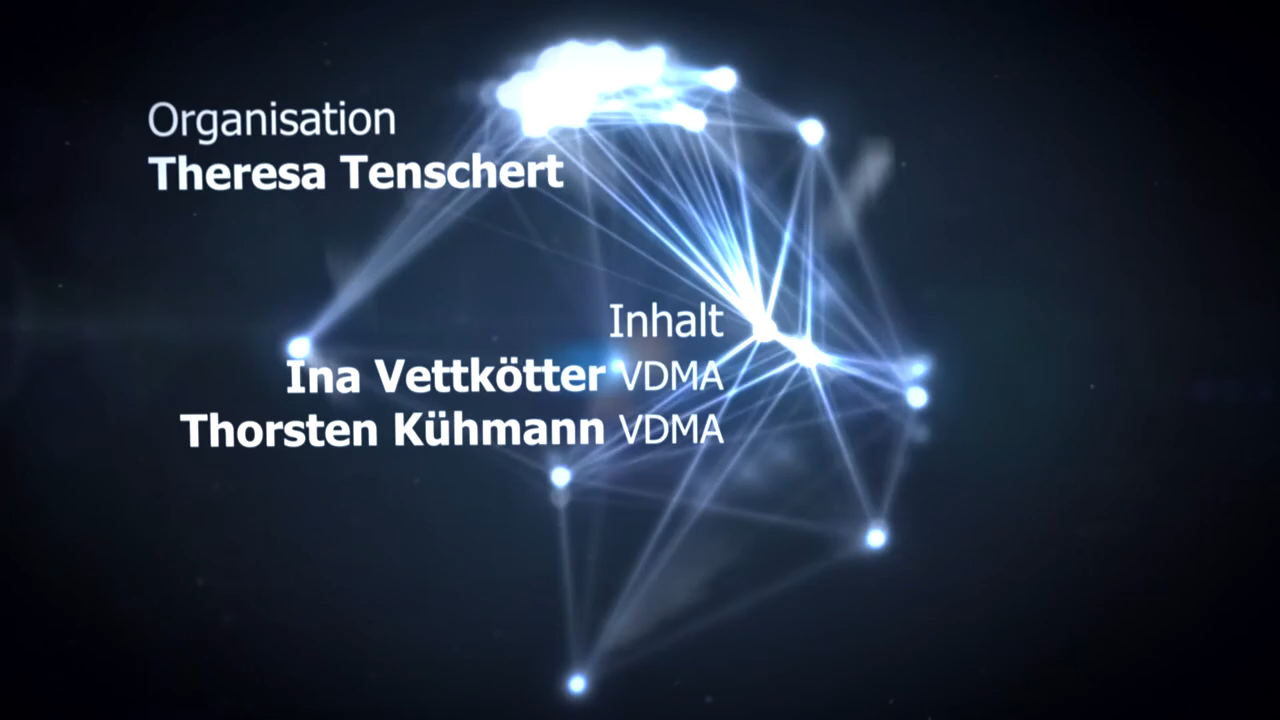 Organisation
Theresa Tenschert
Inhalt
Ina Vettkötter VDMA
Thorsten Kühmann VDMA